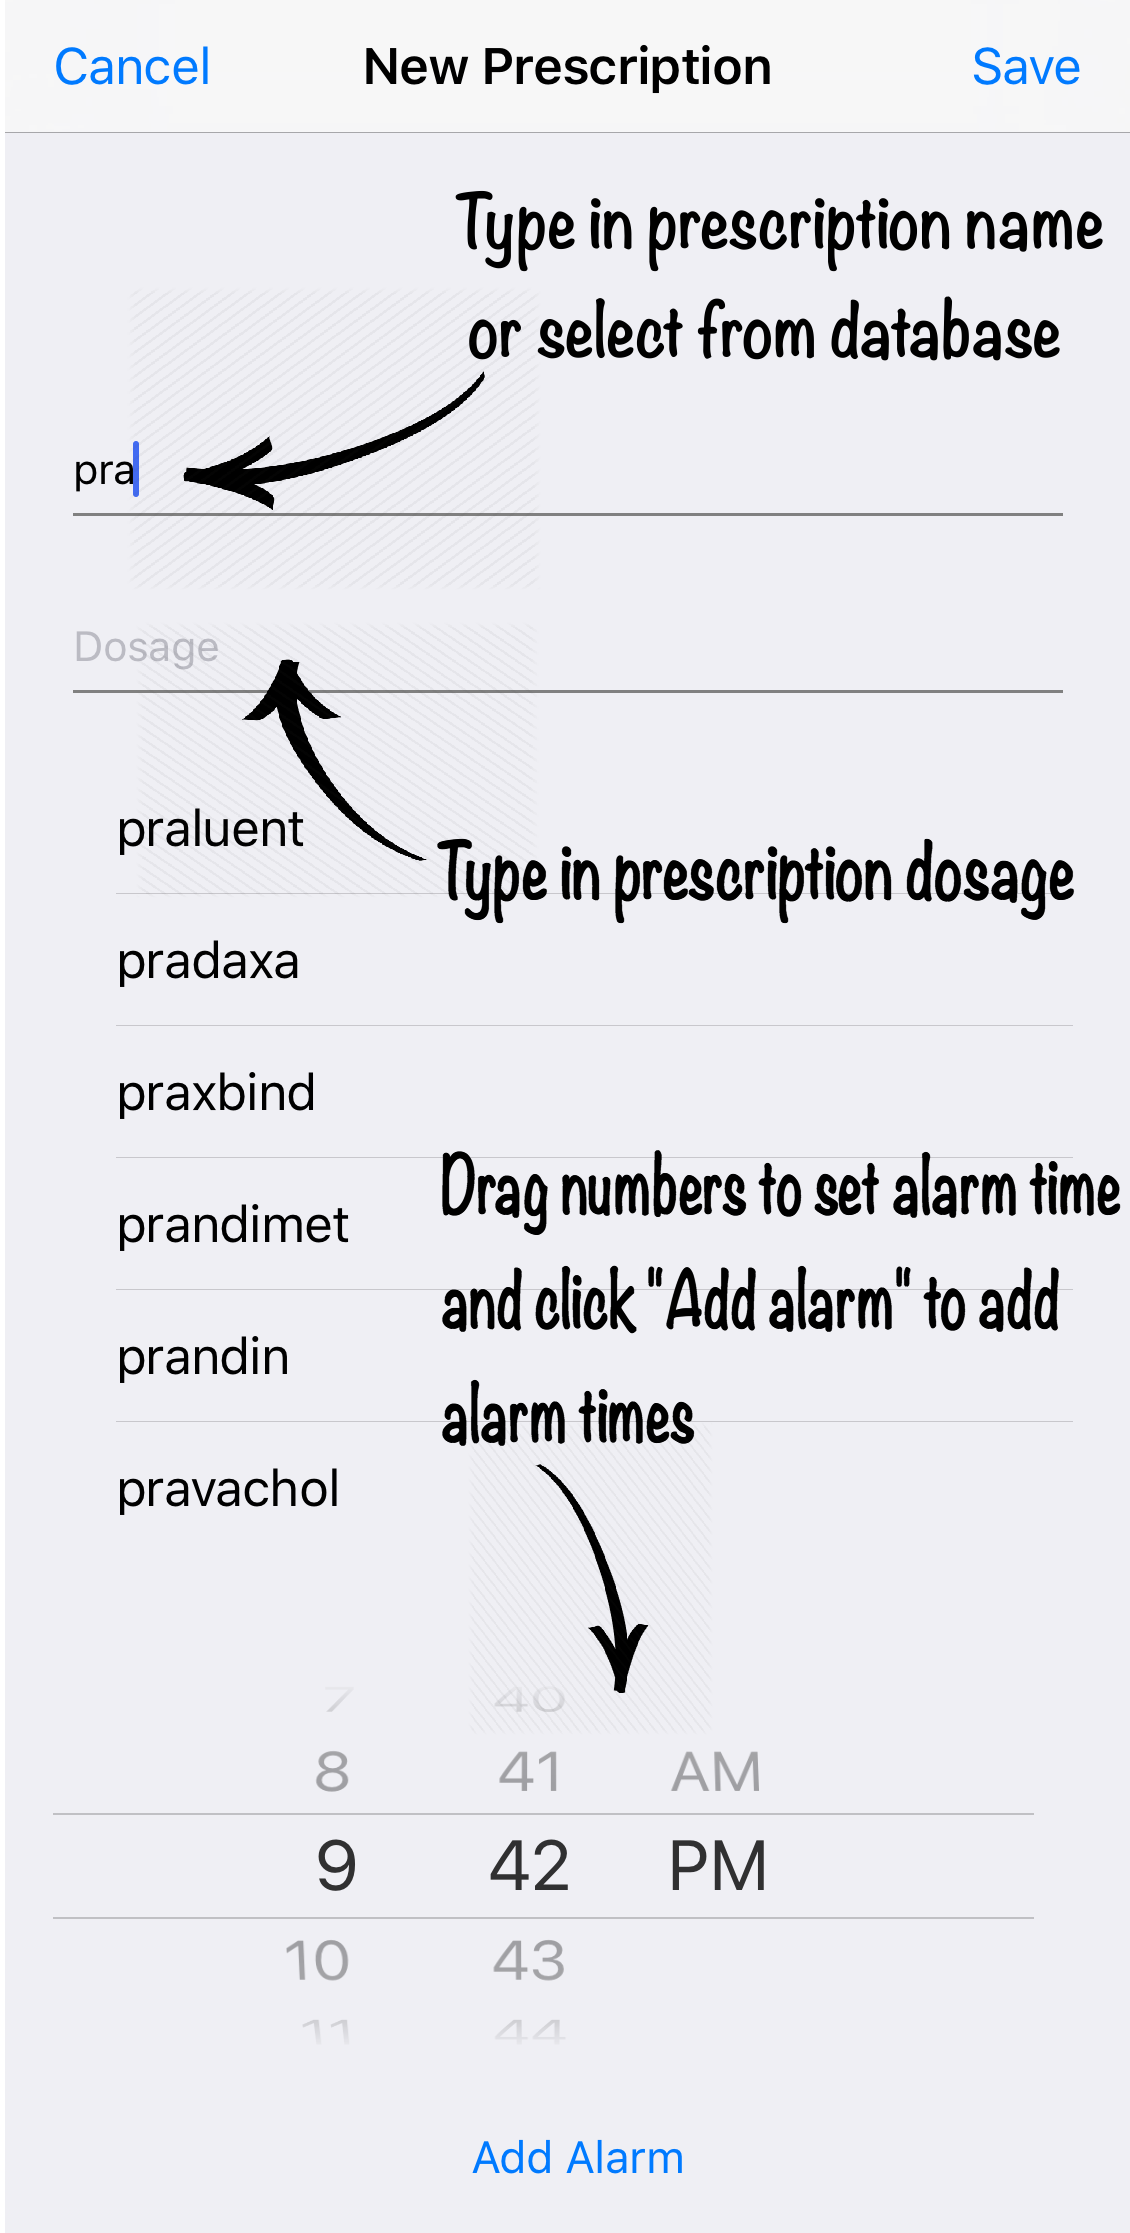 Cancel New Prescription Save
Type in prescription name
or select from database
pra
Dosage
praluent
Type in prescription dosage
pradaxa
praxbind
Drag numbers to set alarm time
prandimet
and click "Add alarm" to add
prandin
alarm times
pravachol
7 40
8 41 AM
9 42 PM
10 43
11 44
Add Alarm